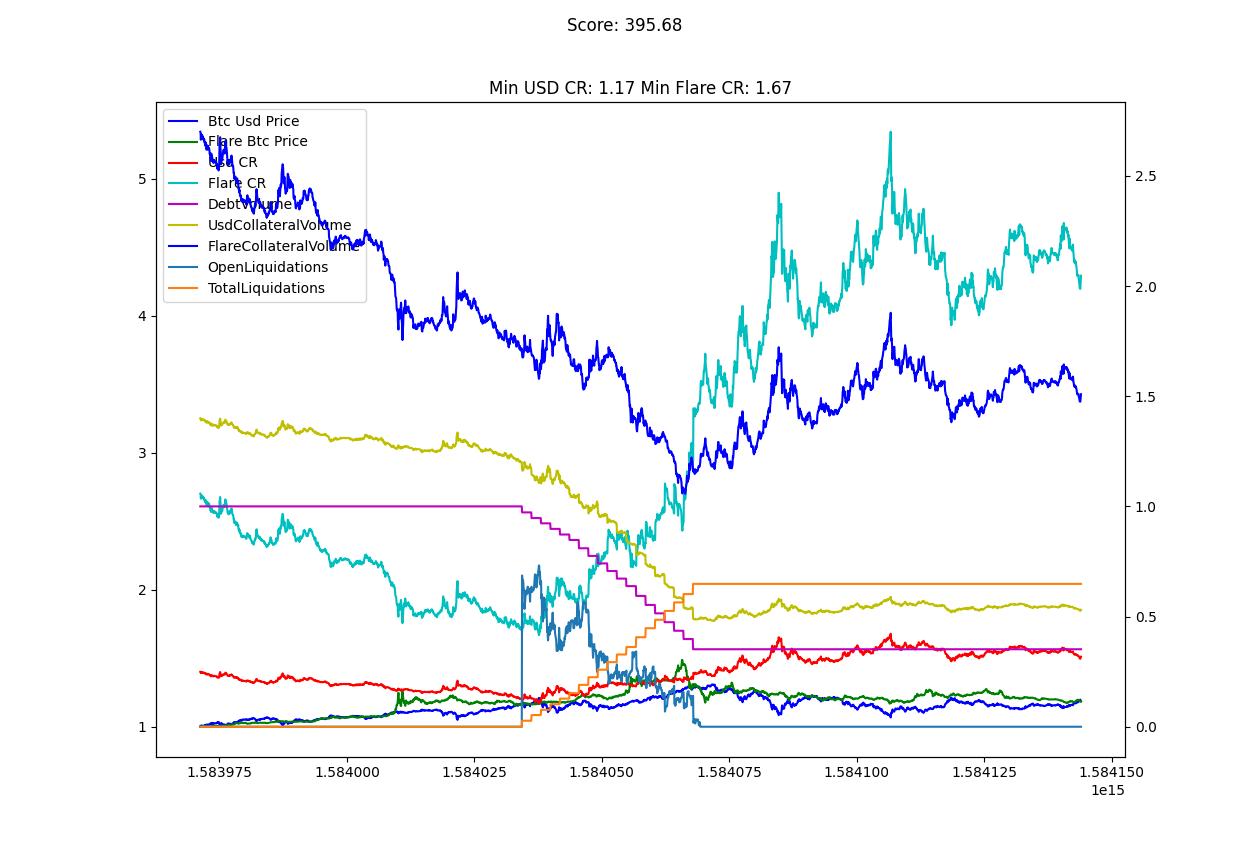 Score: 395.68
Min USD CR: 1.17 Min Flare CR: 1.67
Btc Usd Price
Flare Btc Price
Usd CR
Flare CR
DebtVolume
UsdCollateralVolume
FlareCollateralVolume
OpenLiquidations
TotalLiquidations
5
4
3
2
1
2.5
2.0
1.5
1.0
0.5
0.0
1.583975 1.584000 1.584025 1.584050 1.584075 1.584100 1.584125 1.584150
1e15